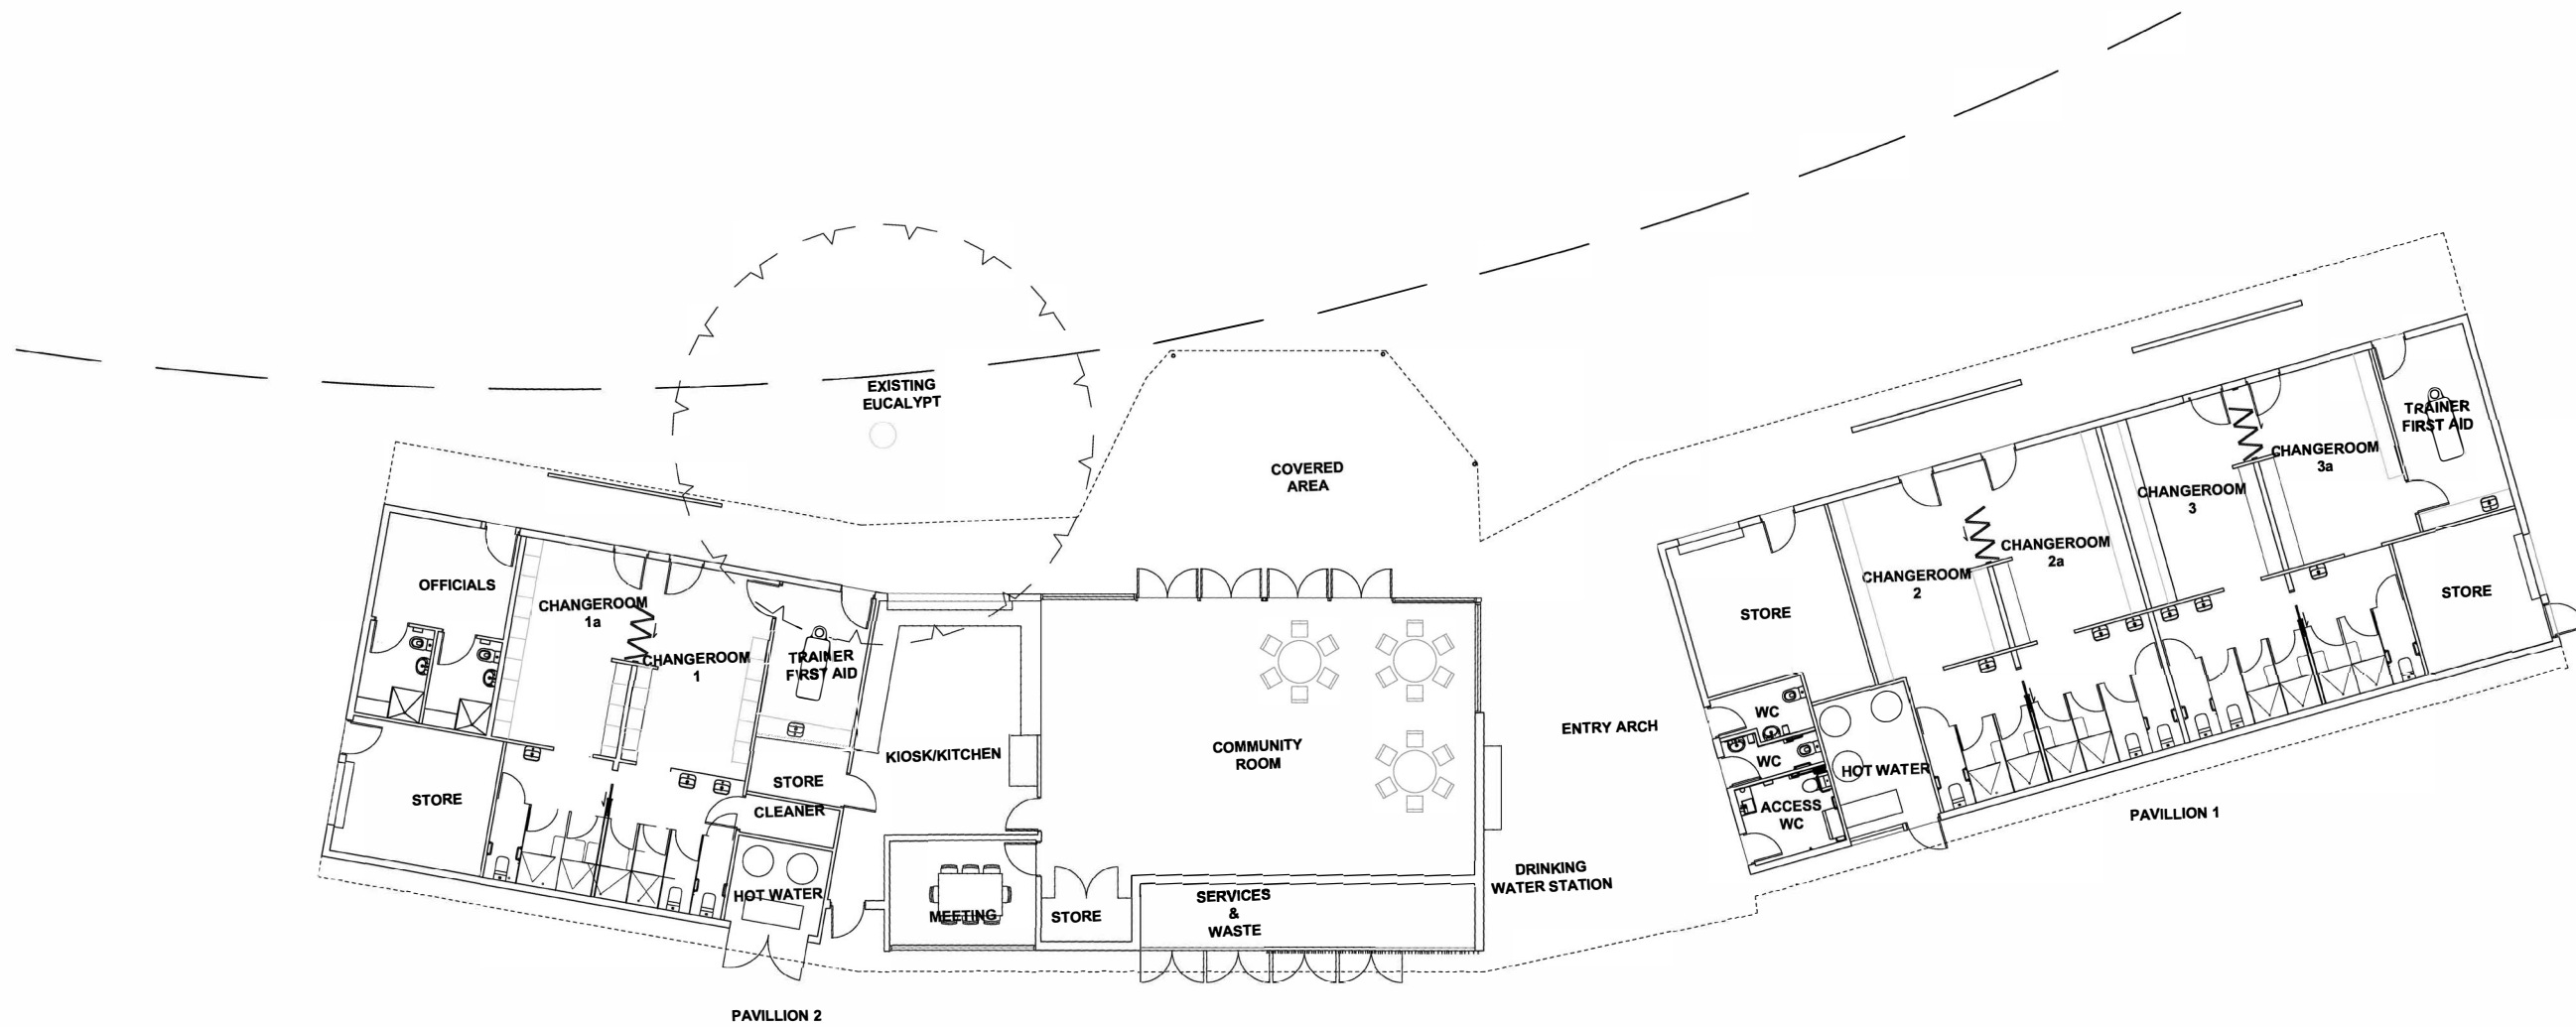 EXISTING
EUCALYPT
COVERED
AREA
OFFICIALS
CHANGEROOM
1a
CHANGEROOM
1
TRAINER
FIRST AID
STORE
STORE
CLEANER
HOT WATER
KIOSK/KITCHEN
MEETING
STORE
COMMUNITY
ROOM
SERVICES
&
WASTE
ENTRY ARCH
DRINKING
WATER STATION
STORE
WC
WC
ACCESS
WC
HOT WATER
CHANGEROOM
2
CHANGEROOM
2a
CHANGEROOM
3
CHANGEROOM
3a
TRAINER
FIRST AID
STORE
PAVILLION 1
PAVILLION 2